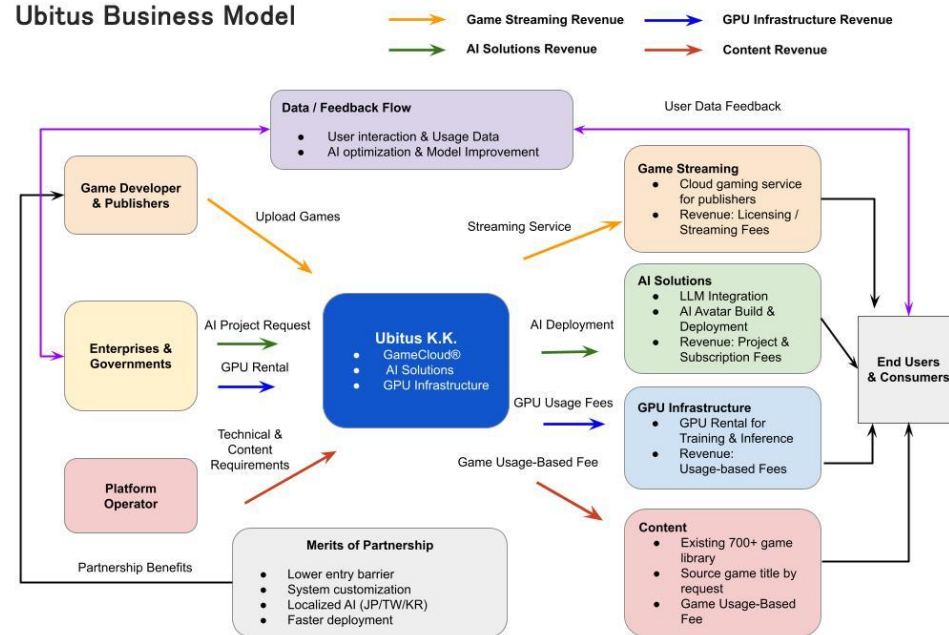 Ubitus Business Model
Game Streaming Revenue
GPU Infrastructure Revenue
AI Solutions Revenue
Content Revenue
Data / Feedback Flow
● User interaction & Usage Data
● AI optimization & Model Improvement
User Data Feedback
Game Developer
& Publishers
Upload Games
Streaming Service
Game Streaming
● Cloud gaming service
for publishers
● Revenue: Licensing /
Streaming Fees
Enterprises &
Governments
AI Project Request
GPU Rental
Ubitus K.K.
● GameCloud®
● AI Solutions
● GPU Infrastructure
AI Deployment
GPU Usage Fees
AI Solutions
● LLM Integration
● AI Avatar Build &
Deployment
● Revenue: Project &
Subscription Fees
End Users
& Consumers
GPU Infrastructure
● GPU Rental for
Training & Inference
● Revenue:
Usage-based Fees
Platform
Operator
Technical &
Content
Requirements
Game Usage-Based Fee
Content
● Existing 700+ game
library
● Source game title by
request
● Game Usage-Based
Fee
Partnership Benefits
Merits of Partnership
● Lower entry barrier
● System customization
● Localized AI (JP/TW/KR)
● Faster deployment